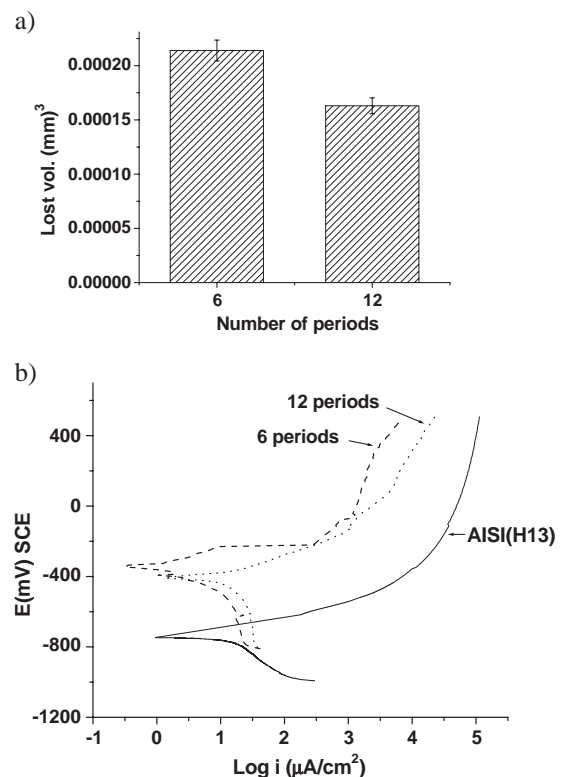 a)
0.00020
0.00015
0.00010
0.00005
0.00000
Lost vol. (mm)³
6 12
Number of periods
b)
400
0
-400
-800
-1200
E(mV) SCE
12 periods
6 periods
AISI(H13)
-1 0 1 2 3 4 5
Log i (μA/cm²)